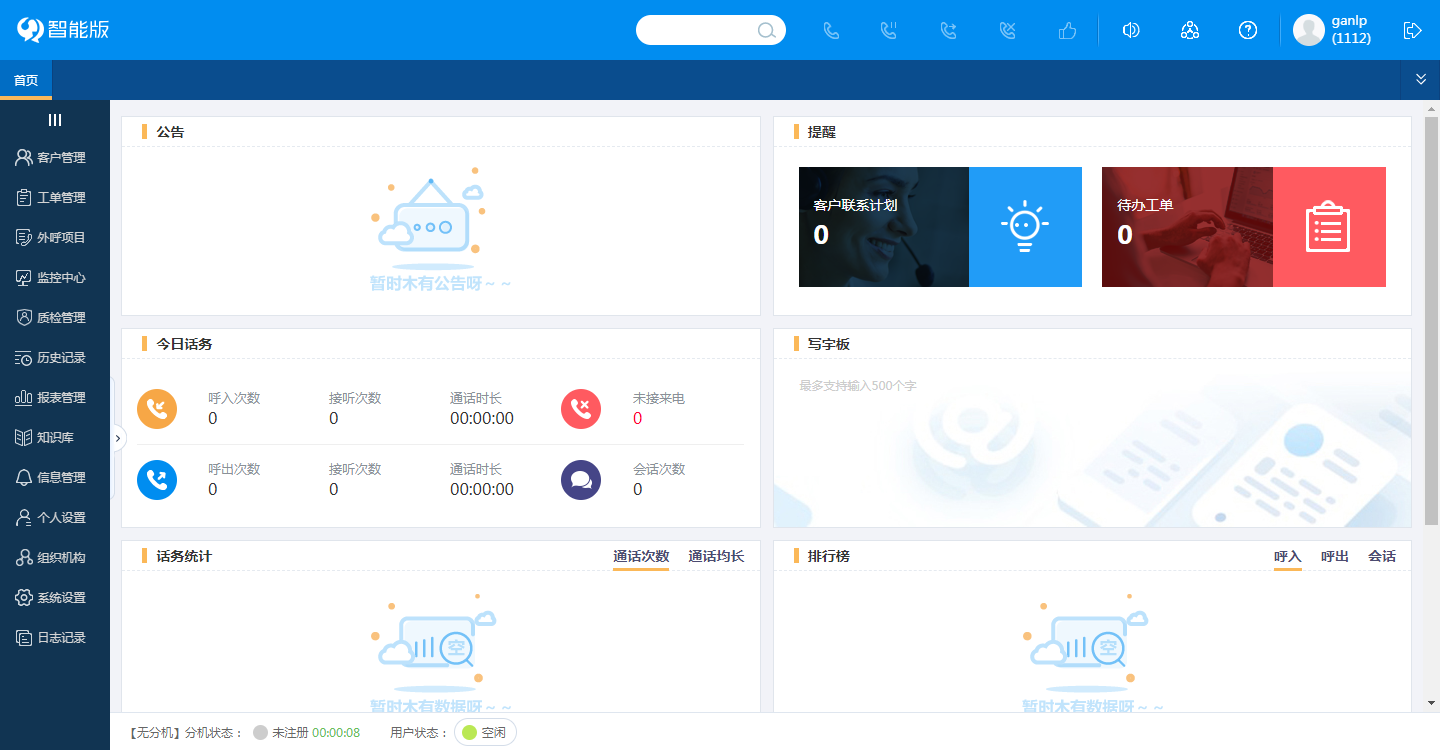 智能版
ganlp
(1112)
首页
客户管理
工单管理
外呼项目
监控中心
质检管理
历史记录
报表管理
知识库
信息管理
个人设置
组织机构
系统设置
日志记录
公告
暂时木有公告呀~ ~
提醒
客户联系计划
0
待办工单
0
今日话务
呼入次数 接听次数 通话时长 未接来电
0 0 00:00:00 0
呼出次数 接听次数 通话时长 会话次数
0 0 00:00:00 0
写字板
最多支持输入500个字
话务统计 通话次数 通话均长
空
暂时木有数据呀~ ~
排行榜 呼入 呼出 会话
空
暂时木有数据呀~ ~
【无分机】分机状态： 未注册 00:00:08 用户状态： 空闲